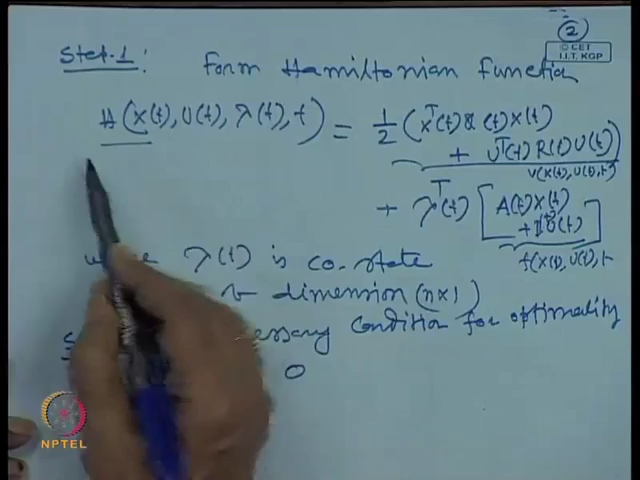 2
© CET
I.I.T. KGP
Step.1: Form Hamiltonian function
H(x(t), U(t), λ(t), t) = 1/2 (x^T(t) Q(t) x(t)
+ U^T(t) R(t) U(t))
V(x(t), U(t), t)
+ λ^T(t) [A(t) x(t)
+ B(t) U(t)]
f(x(t), U(t), t
λ(t) is co-state
dimension (n×1)
condition for optimality
0
NPTEL